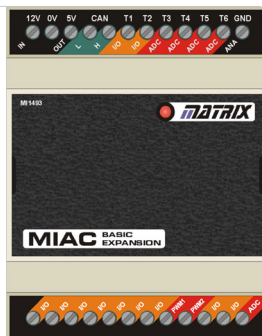 12V 0V 5V CAN T1 T2 T3 T4 T5 T6 GND
IN OUT L H I/O I/O ADC ADC ADC ADC ANA
MI1493
MATRIX
MIAC BASIC EXPANSION
I/O I/O I/O I/O I/O I/O I/O I/O PWM1 PWM2 I/O I/O ADC